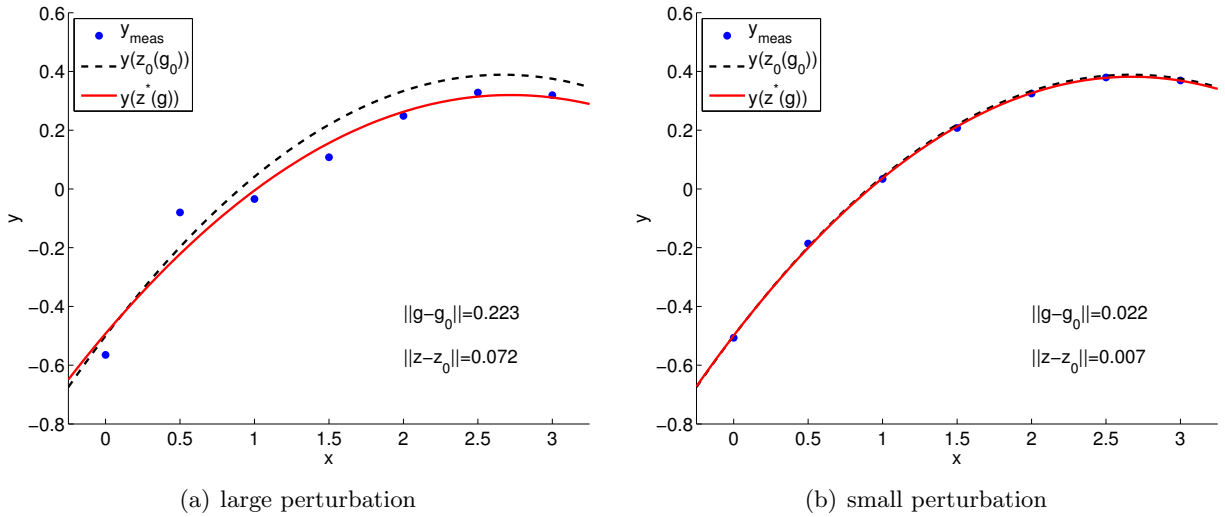 0.6
0.4
0.2
0
−0.2
−0.4
−0.6
−0.8
y
0 0.5 1 1.5 2 2.5 3
x
y_meas
y(z_0(g_0))
y(z^*(g))
||g−g_0||=0.223
||z−z_0||=0.072
(a) large perturbation
0.6
0.4
0.2
0
−0.2
−0.4
−0.6
−0.8
y
0 0.5 1 1.5 2 2.5 3
x
y_meas
y(z_0(g_0))
y(z^*(g))
||g−g_0||=0.022
||z−z_0||=0.007
(b) small perturbation